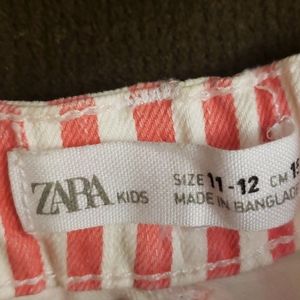 ZARA KIDS
SIZE 11-12 CM
MADE IN